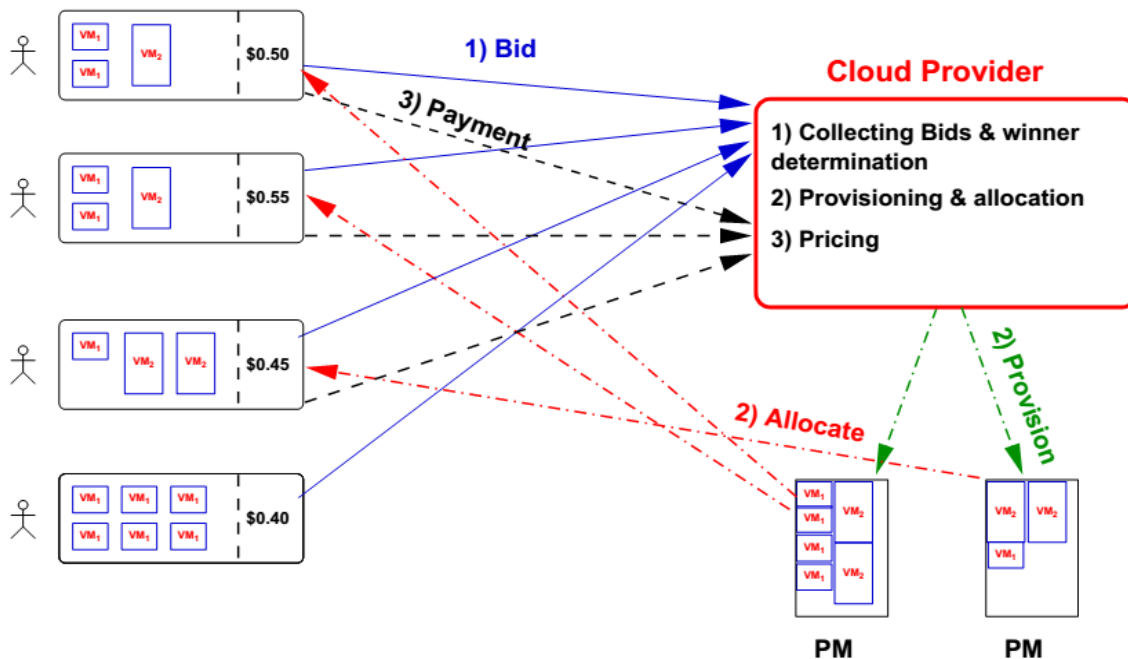 VM1
VM2
$0.50
VM1
1) Bid
Cloud Provider
3) Payment
1) Collecting Bids & winner
determination
2) Provisioning & allocation
3) Pricing
VM1
VM2
$0.55
VM1
VM1
VM2
VM2
$0.45
2) Allocate
2) Provision
VM1
VM1
VM1
$0.40
VM1
VM1
VM1
VM1
VM1
VM1
VM1
VM2
VM2
PM
VM2
VM2
VM1
PM